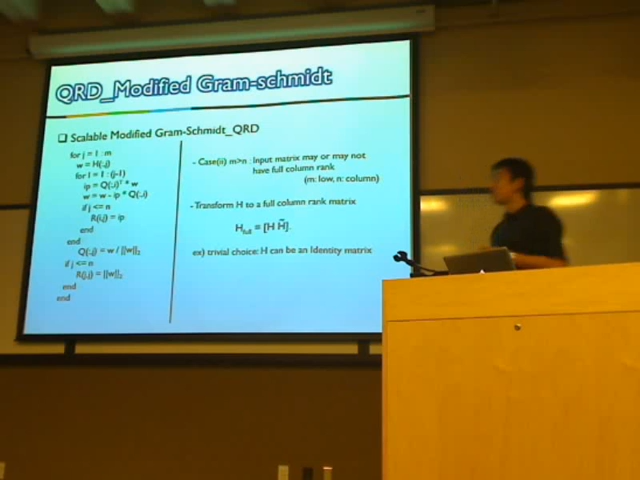 QRD_Modified Gram-schmidt
❑ Scalable Modified Gram-Schmidt_QRD
for j = 1 : m
w = H(:,j)
for I = 1 : (j-1)
ip = Q(:,i)ᵀ * w
w = w - ip * Q(:,i)
if j <= n
R(i,j) = ip
end
end
Q(:,j) = w / ||w||₂
if j <= n
R(j,j) = ||w||₂
end
end
- Case(ii) m>n : Input matrix may or may not
have full column rank
(m: low, n: column)
- Transform H to a full column rank matrix
H_full = [H H̃].
ex) trivial choice: H can be an Identity matrix